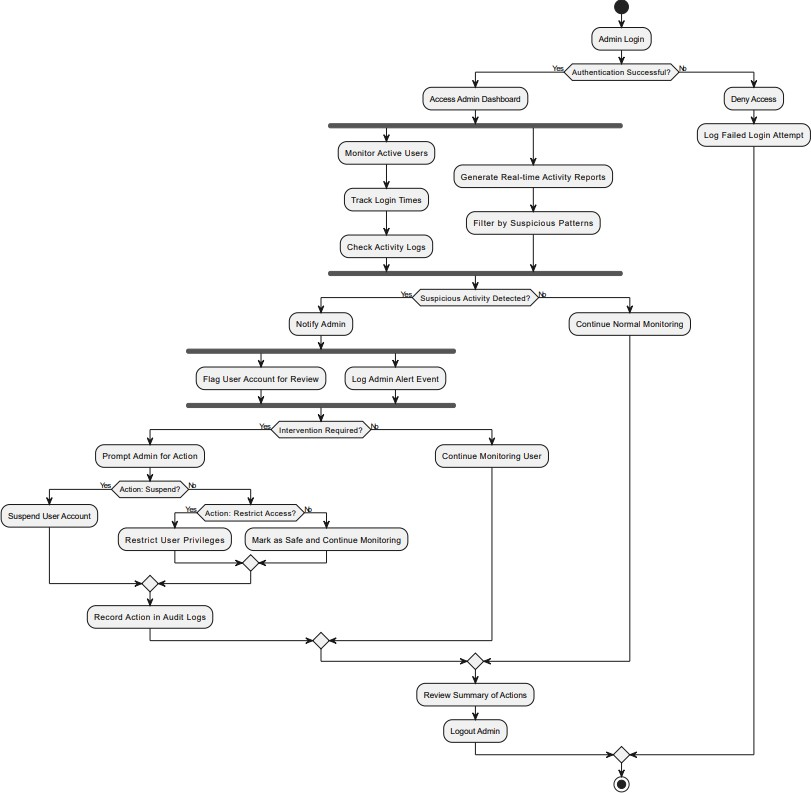 Admin Login
Yes
Authentication Successful?
No
Access Admin Dashboard
Deny Access
Log Failed Login Attempt
Monitor Active Users
Generate Real-time Activity Reports
Track Login Times
Filter by Suspicious Patterns
Check Activity Logs
Yes
Suspicious Activity Detected?
No
Notify Admin
Continue Normal Monitoring
Flag User Account for Review
Log Admin Alert Event
Yes
Intervention Required?
No
Prompt Admin for Action
Continue Monitoring User
Yes
Action: Suspend?
No
Suspend User Account
Yes
Action: Restrict Access?
No
Restrict User Privileges
Mark as Safe and Continue Monitoring
Record Action in Audit Logs
Review Summary of Actions
Logout Admin